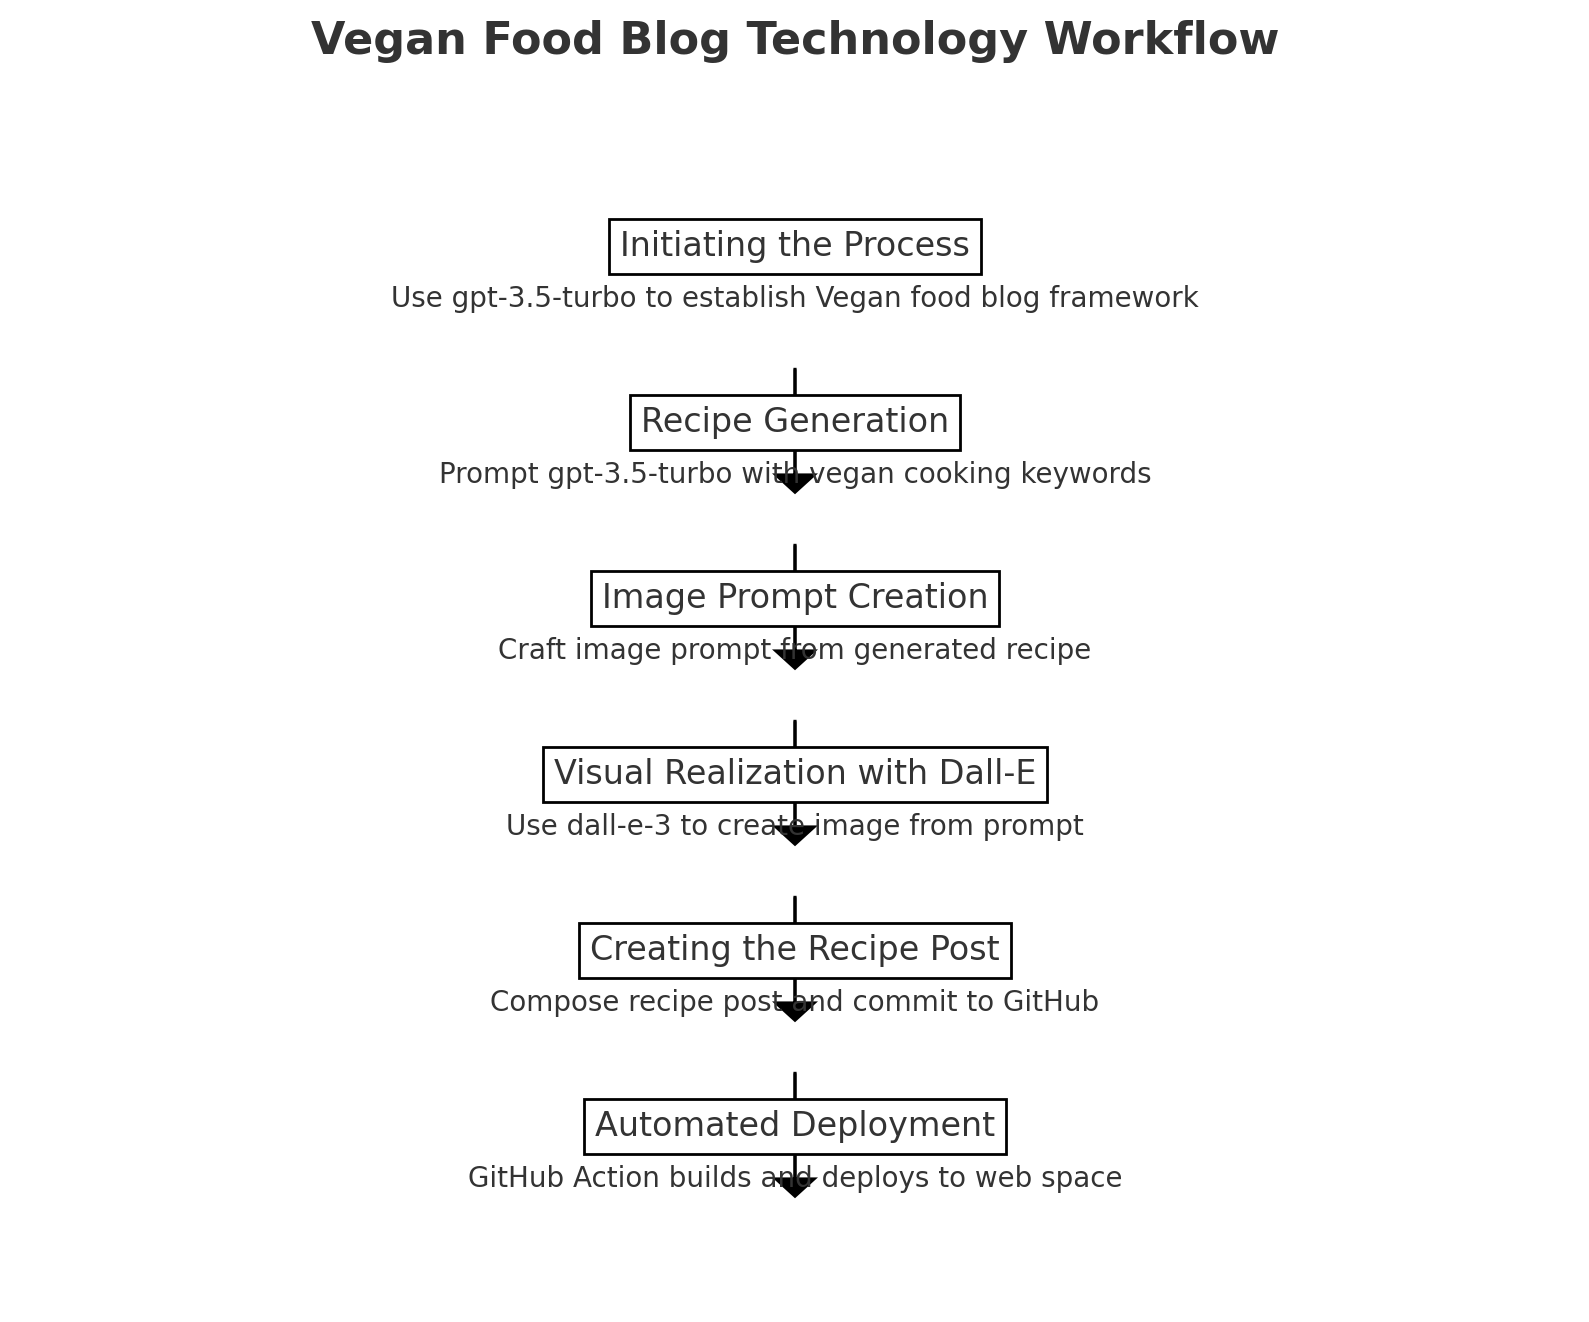 Vegan Food Blog Technology Workflow
Initiating the Process
Use gpt-3.5-turbo to establish Vegan food blog framework
Recipe Generation
Prompt gpt-3.5-turbo with vegan cooking keywords
Image Prompt Creation
Craft image prompt from generated recipe
Visual Realization with Dall-E
Use dall-e-3 to create image from prompt
Creating the Recipe Post
Compose recipe post and commit to GitHub
Automated Deployment
GitHub Action builds and deploys to web space